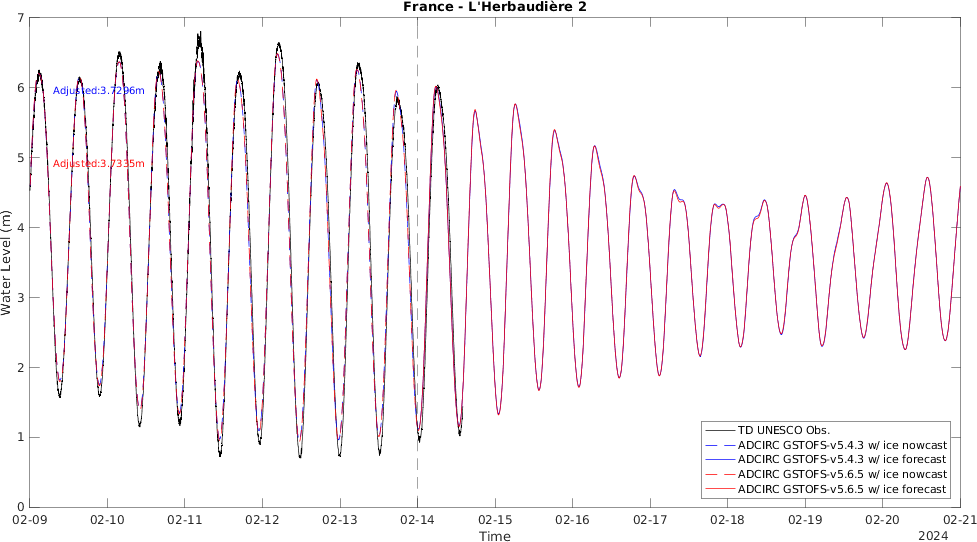 France - L'Herbaudière 2
7
6
5
4
3
2
1
0
Water Level (m)
Adjusted:3.7296m
Adjusted:3.7335m
TD UNESCO Obs.
ADCIRC GSTOFS-v5.4.3 w/ ice nowcast
ADCIRC GSTOFS-v5.4.3 w/ ice forecast
ADCIRC GSTOFS-v5.6.5 w/ ice nowcast
ADCIRC GSTOFS-v5.6.5 w/ ice forecast
02-09 02-10 02-11 02-12 02-13 02-14 02-15 02-16 02-17 02-18 02-19 02-20 02-21
Time
2024